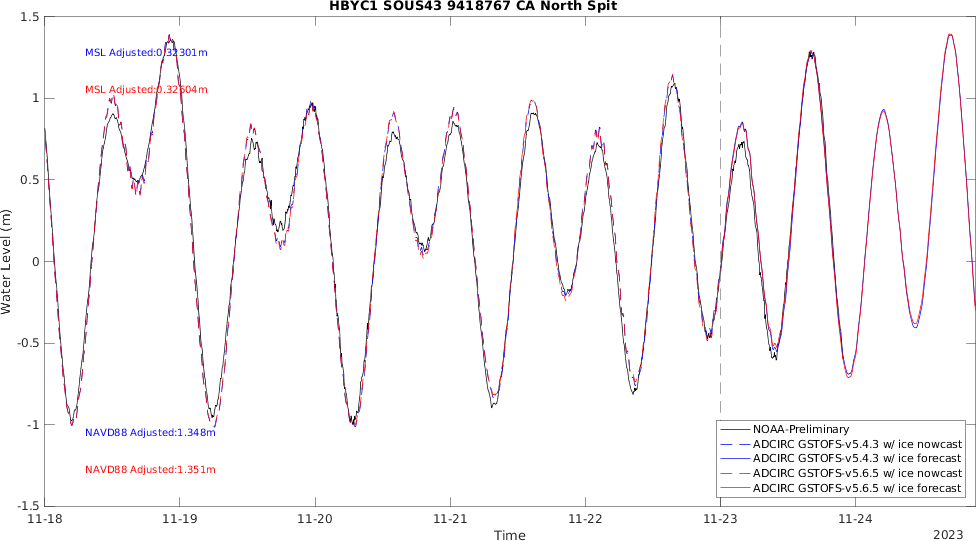 HBYC1 SOUS43 9418767 CA North Spit
1.5
MSL Adjusted:0.32301m
MSL Adjusted:0.32604m
1
0.5
0
-0.5
-1
-1.5
Water Level (m)
NAVD88 Adjusted:1.348m
NAVD88 Adjusted:1.351m
NOAA-Preliminary
ADCIRC GSTOFS-v5.4.3 w/ ice nowcast
ADCIRC GSTOFS-v5.4.3 w/ ice forecast
ADCIRC GSTOFS-v5.6.5 w/ ice nowcast
ADCIRC GSTOFS-v5.6.5 w/ ice forecast
11-18 11-19 11-20 11-21 11-22 11-23 11-24
Time
2023